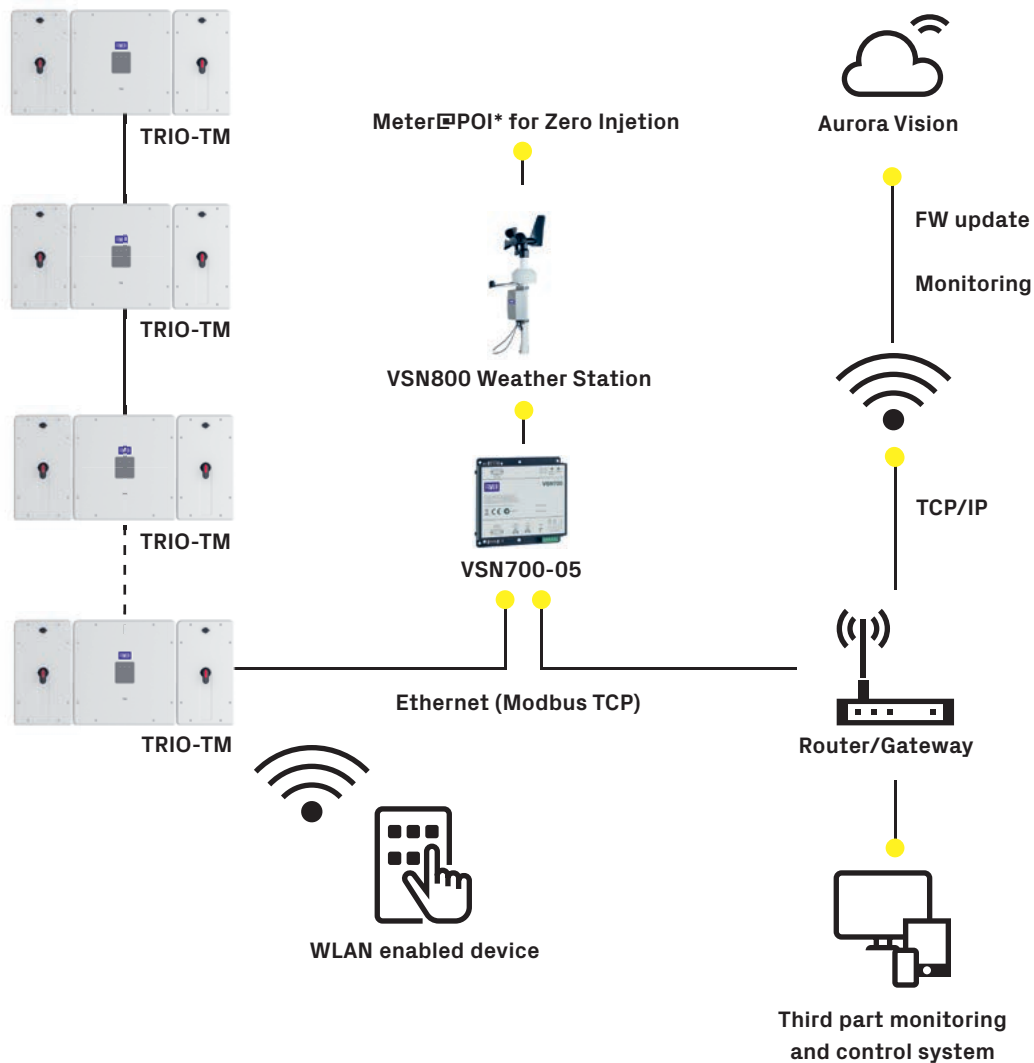 TRIO-TM
TRIO-TM
TRIO-TM
TRIO-TM
Meter@POI* for Zero Injetion
VSN800 Weather Station
VSN700
VSN700-05
Ethernet (Modbus TCP)
WLAN enabled device
Aurora Vision
FW update
Monitoring
TCP/IP
Router/Gateway
Third part monitoring
and control system